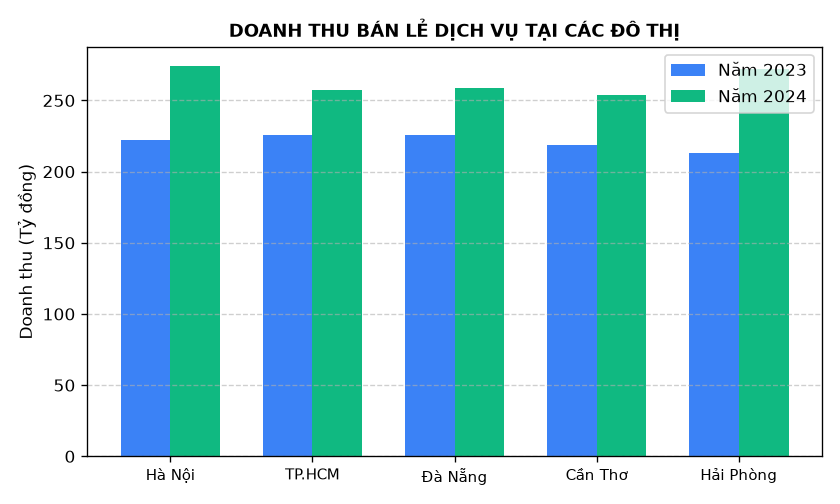 DOANH THU BÁN LẺ DỊCH VỤ TẠI CÁC ĐÔ THỊ
Năm 2023
Năm 2024
Doanh thu (Tỷ đồng)
250
200
150
100
50
0
Hà Nội
TP.HCM
Đà Nẵng
Cần Thơ
Hải Phòng